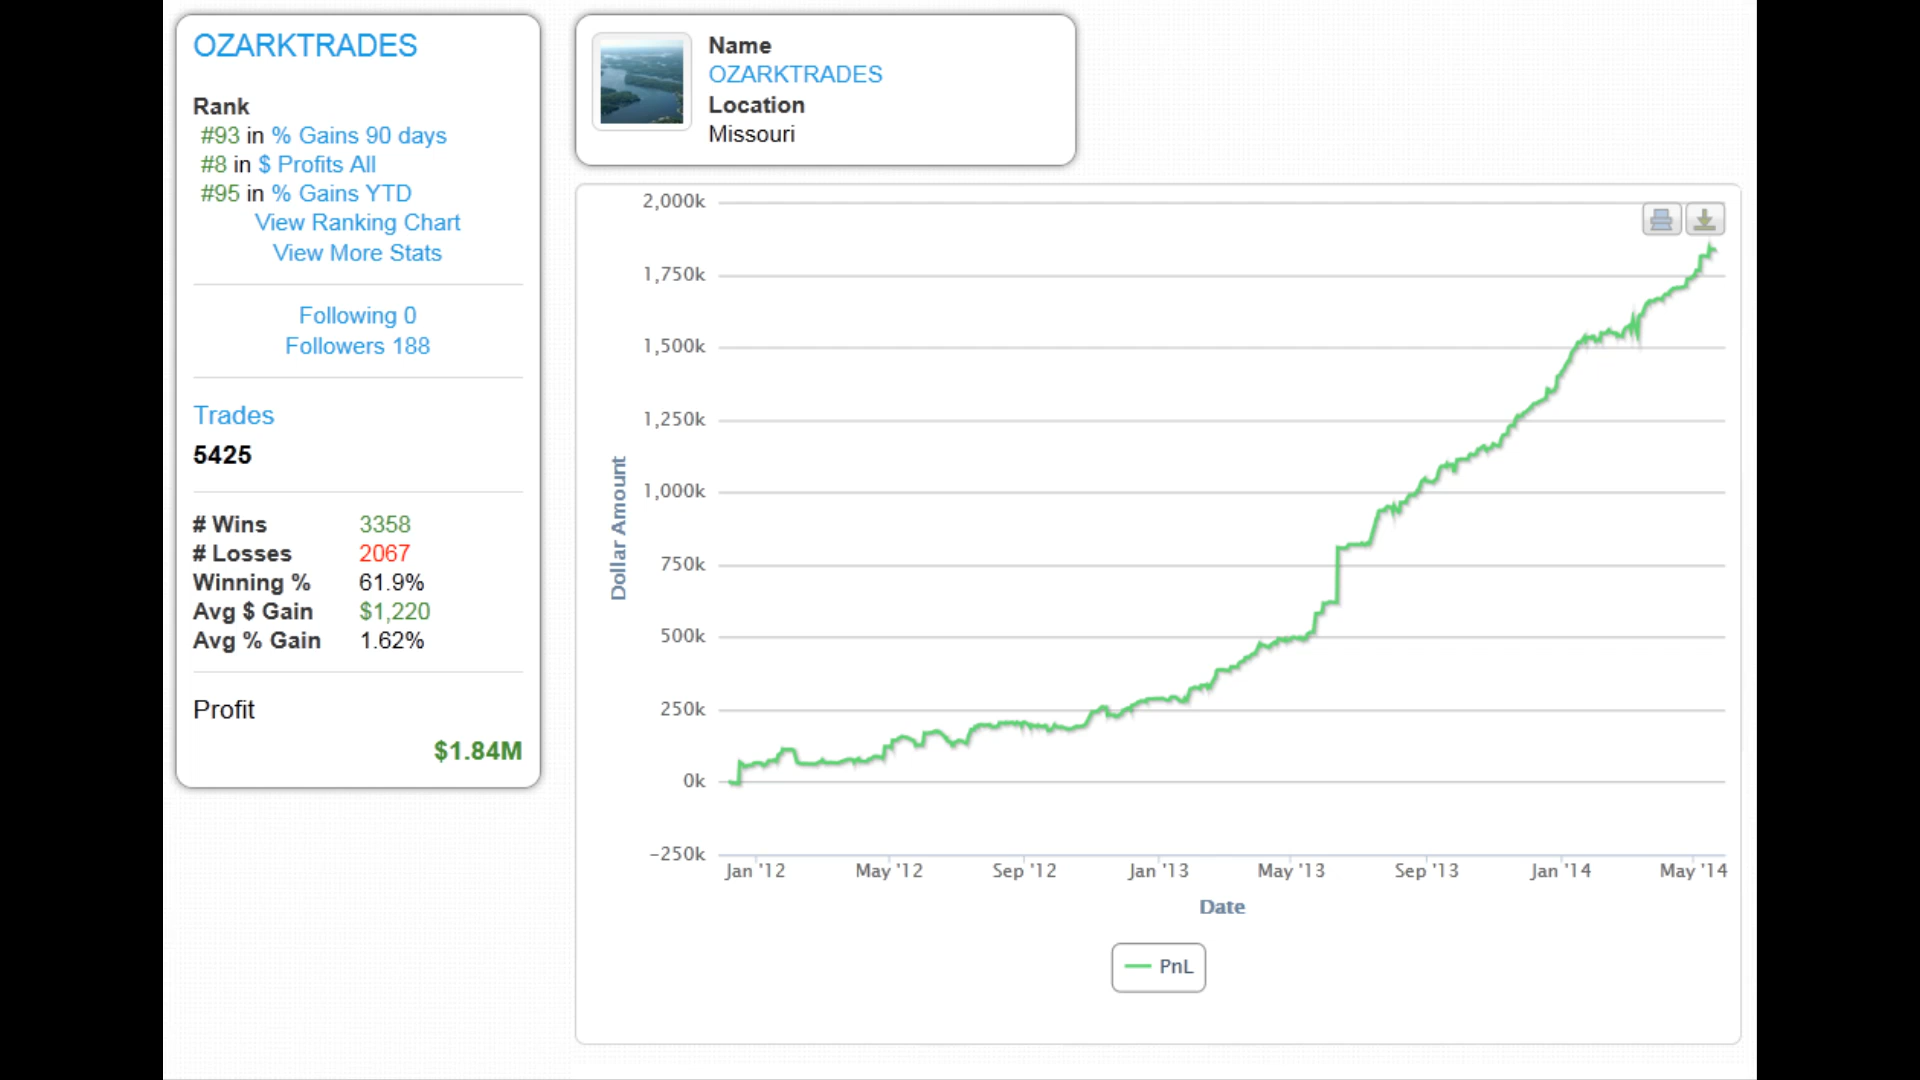 OZARKTRADES
Rank
#93 in % Gains 90 days
#8 in $ Profits All
#95 in % Gains YTD
View Ranking Chart
View More Stats
Following 0
Followers 188
Trades
5425
# Wins 3358
# Losses 2067
Winning % 61.9%
Avg $ Gain $1,220
Avg % Gain 1.62%
Profit
$1.84M
Name
OZARKTRADES
Location
Missouri
2,000k
1,750k
1,500k
1,250k
1,000k
750k
500k
250k
0k
-250k
Dollar Amount
Jan '12 May '12 Sep '12 Jan '13 May '13 Sep '13 Jan '14 May '14
Date
PnL